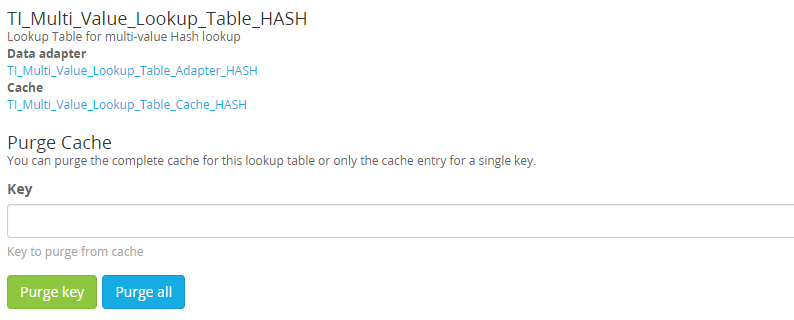 TI_Multi_Value_Lookup_Table_HASH
Lookup Table for multi-value Hash lookup
Data adapter
TI_Multi_Value_Lookup_Table_Adapter_HASH
Cache
TI_Multi_Value_Lookup_Table_Cache_HASH
Purge Cache
You can purge the complete cache for this lookup table or only the cache entry for a single key.
Key
Key to purge from cache
Purge key Purge all